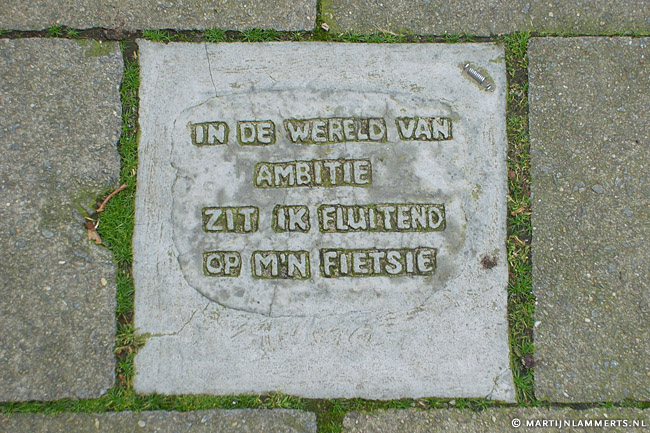 IN DE WERELD VAN
AMBITIE
ZIT IK FLUITEND
OP M'N FIETSIE
© MARTIJNLAMMERTS.NL